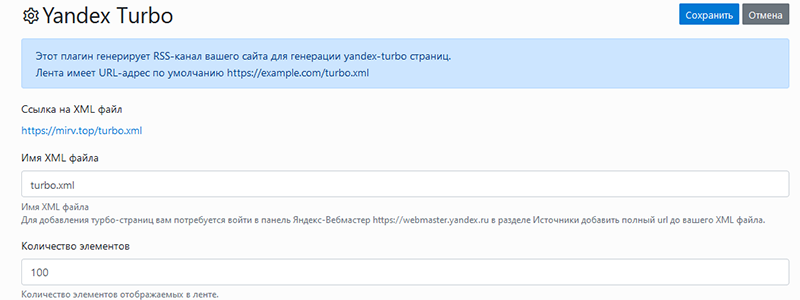 Yandex Turbo
Сохранить
Отмена
Этот плагин генерирует RSS-канал вашего сайта для генерации yandex-turbo страниц.
Лента имеет URL-адрес по умолчанию https://example.com/turbo.xml
Ссылка на XML файл
https://mirv.top/turbo.xml
Имя XML файла
turbo.xml
Имя XML файла
Для добавления турбо-страниц вам потребуется войти в панель Яндекс-Вебмастер https://webmaster.yandex.ru в разделе Источники добавить полный url до вашего XML файла.
Количество элементов
100
Количество элементов отображаемых в ленте.